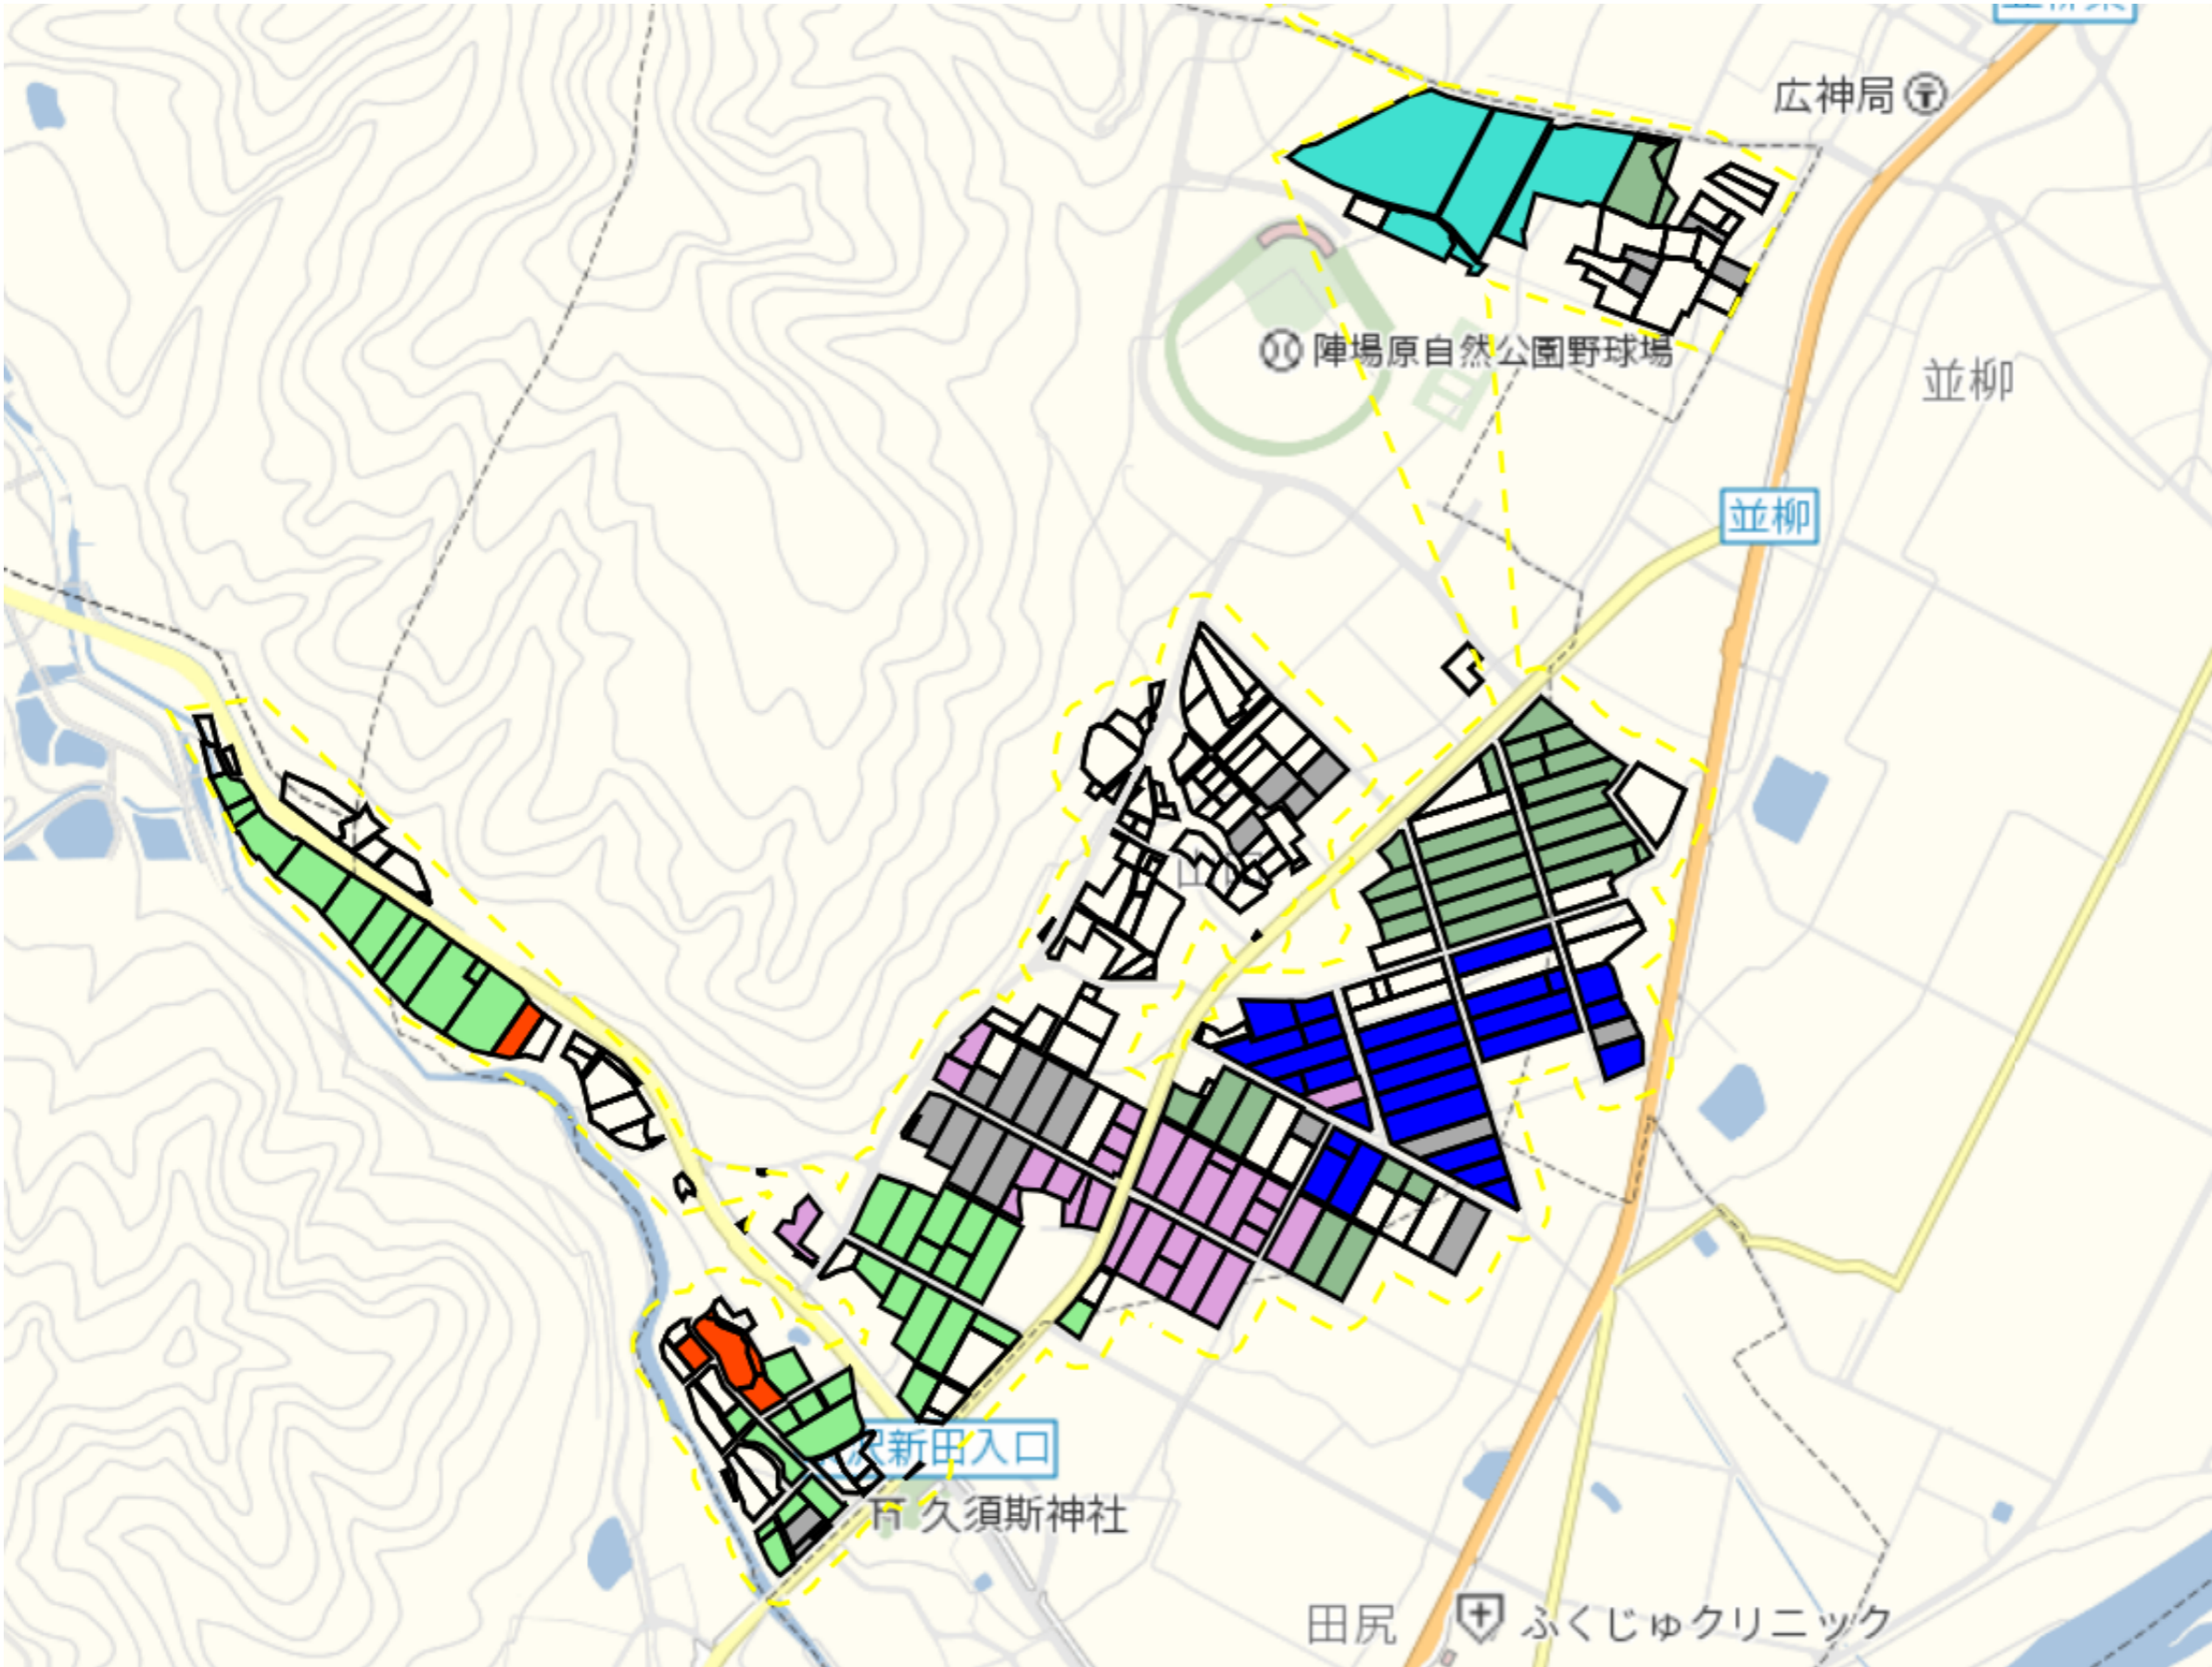 広神局
陣場原自然公園野球場
並柳
並柳
新田入口
久須斯神社
田尻
ふくじゅクリニック